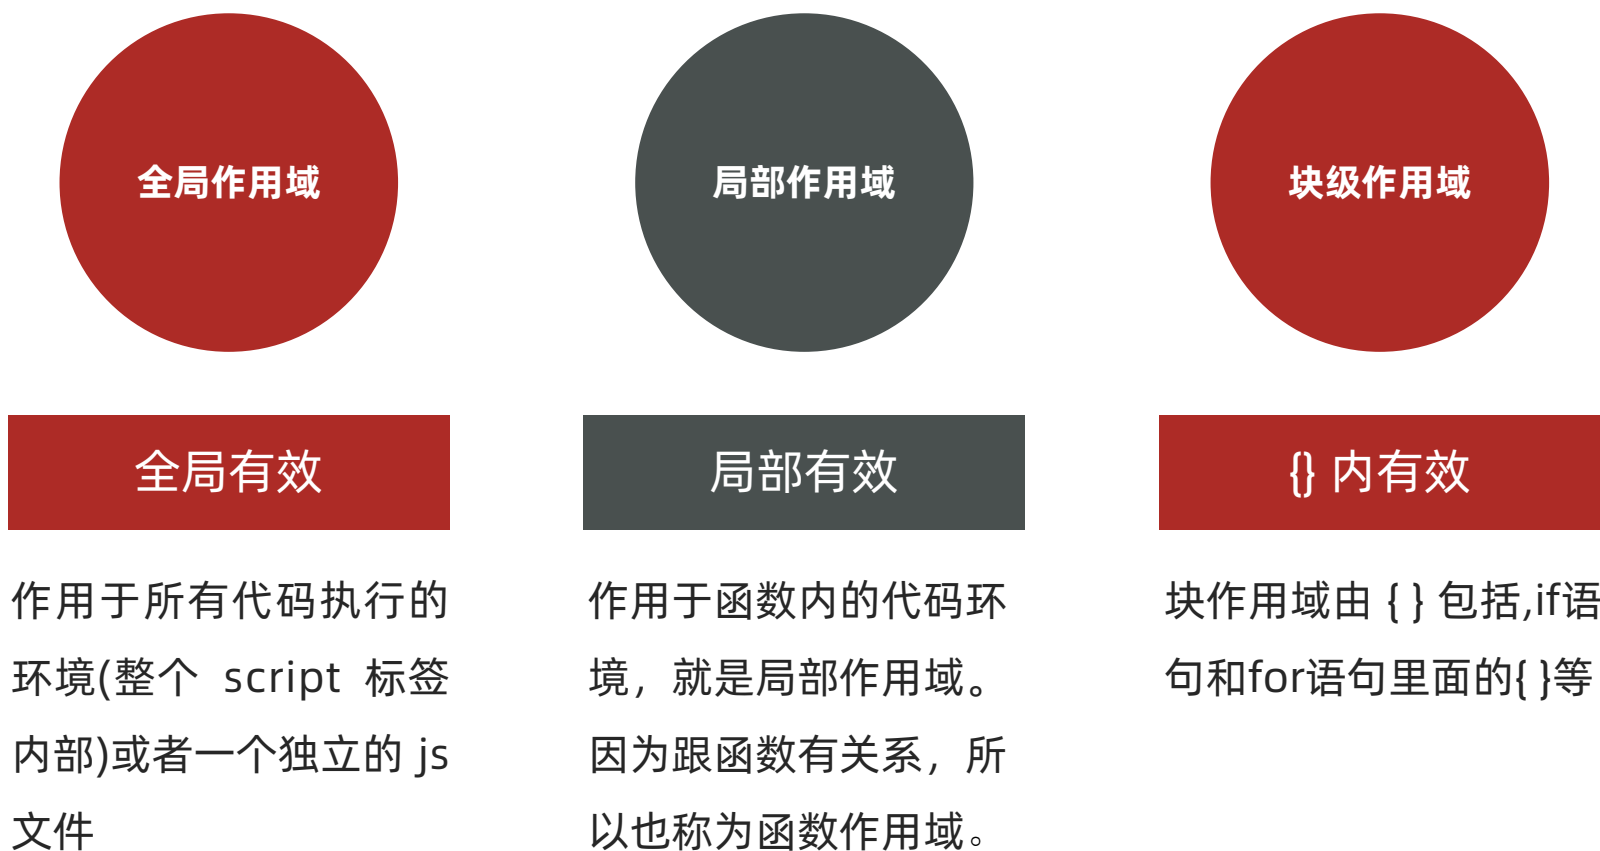 全局作用域
局部作用域
块级作用域
全局有效
局部有效
{} 内有效
作用于所有代码执行的
环境(整个 script 标签
内部)或者一个独立的 js
文件
作用于函数内的代码环
境，就是局部作用域。
因为跟函数有关系，所
以也称为函数作用域。
块作用域由 { } 包括,if语
句和for语句里面的{ }等